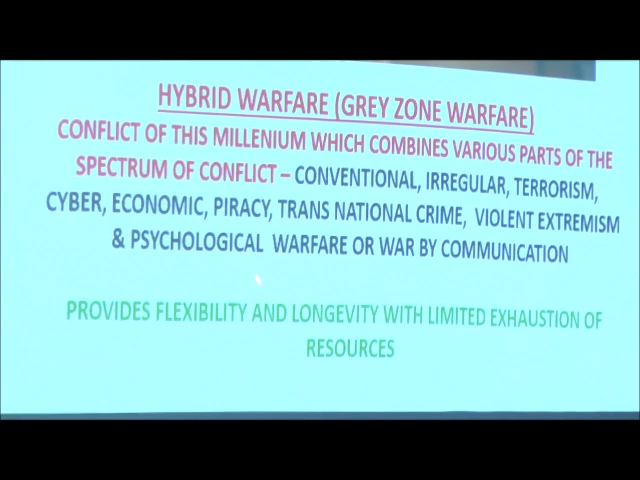 HYBRID WARFARE (GREY ZONE WARFARE)
CONFLICT OF THIS MILLENIUM WHICH COMBINES VARIOUS PARTS OF THE
SPECTRUM OF CONFLICT – CONVENTIONAL, IRREGULAR, TERRORISM,
CYBER, ECONOMIC, PIRACY, TRANS NATIONAL CRIME, VIOLENT EXTREMISM
& PSYCHOLOGICAL WARFARE OR WAR BY COMMUNICATION
PROVIDES FLEXIBILITY AND LONGEVITY WITH LIMITED EXHAUSTION OF
RESOURCES